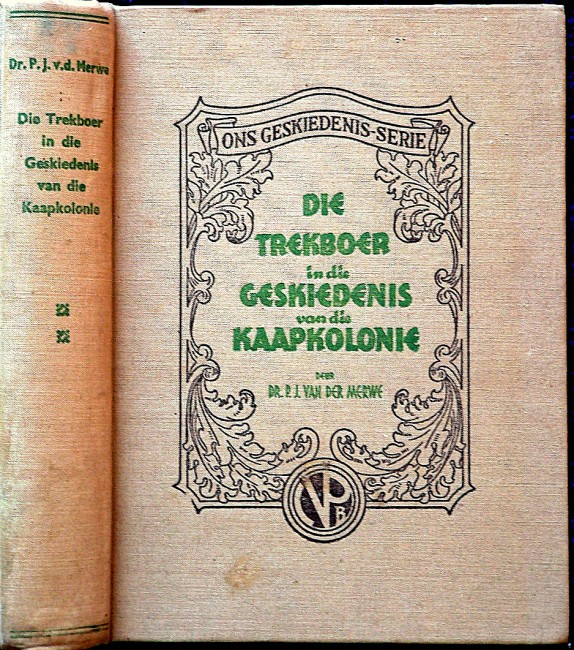 Dr. P. J. v.d. Merwe
Die Trekboer
in die
Geskiedenis
van die
Kaapkolonie
ONS GESKIEDENIS-SERIE
DIE
TREKBOER
in die
GESKIEDENIS
van die
KAAPKOLONIE
DEUR
DR. P. J. VAN DER MERWE
VPB